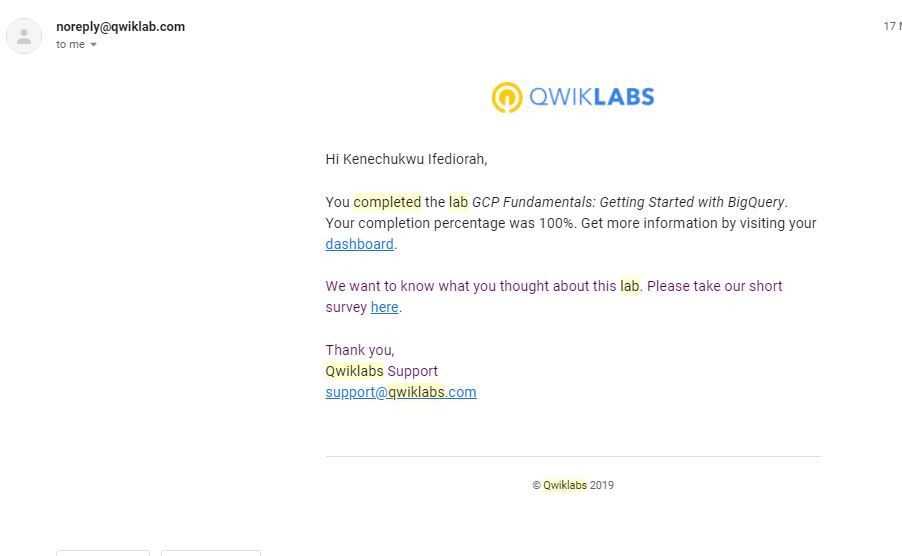 noreply@qwiklab.com
17
to me
QWIKLABS
Hi Kenechukwu Ifediorah,
You completed the lab GCP Fundamentals: Getting Started with BigQuery.
Your completion percentage was 100%. Get more information by visiting your
dashboard.
We want to know what you thought about this lab. Please take our short
survey here.
Thank you,
Qwiklabs Support
support@qwiklabs.com
© Qwiklabs 2019